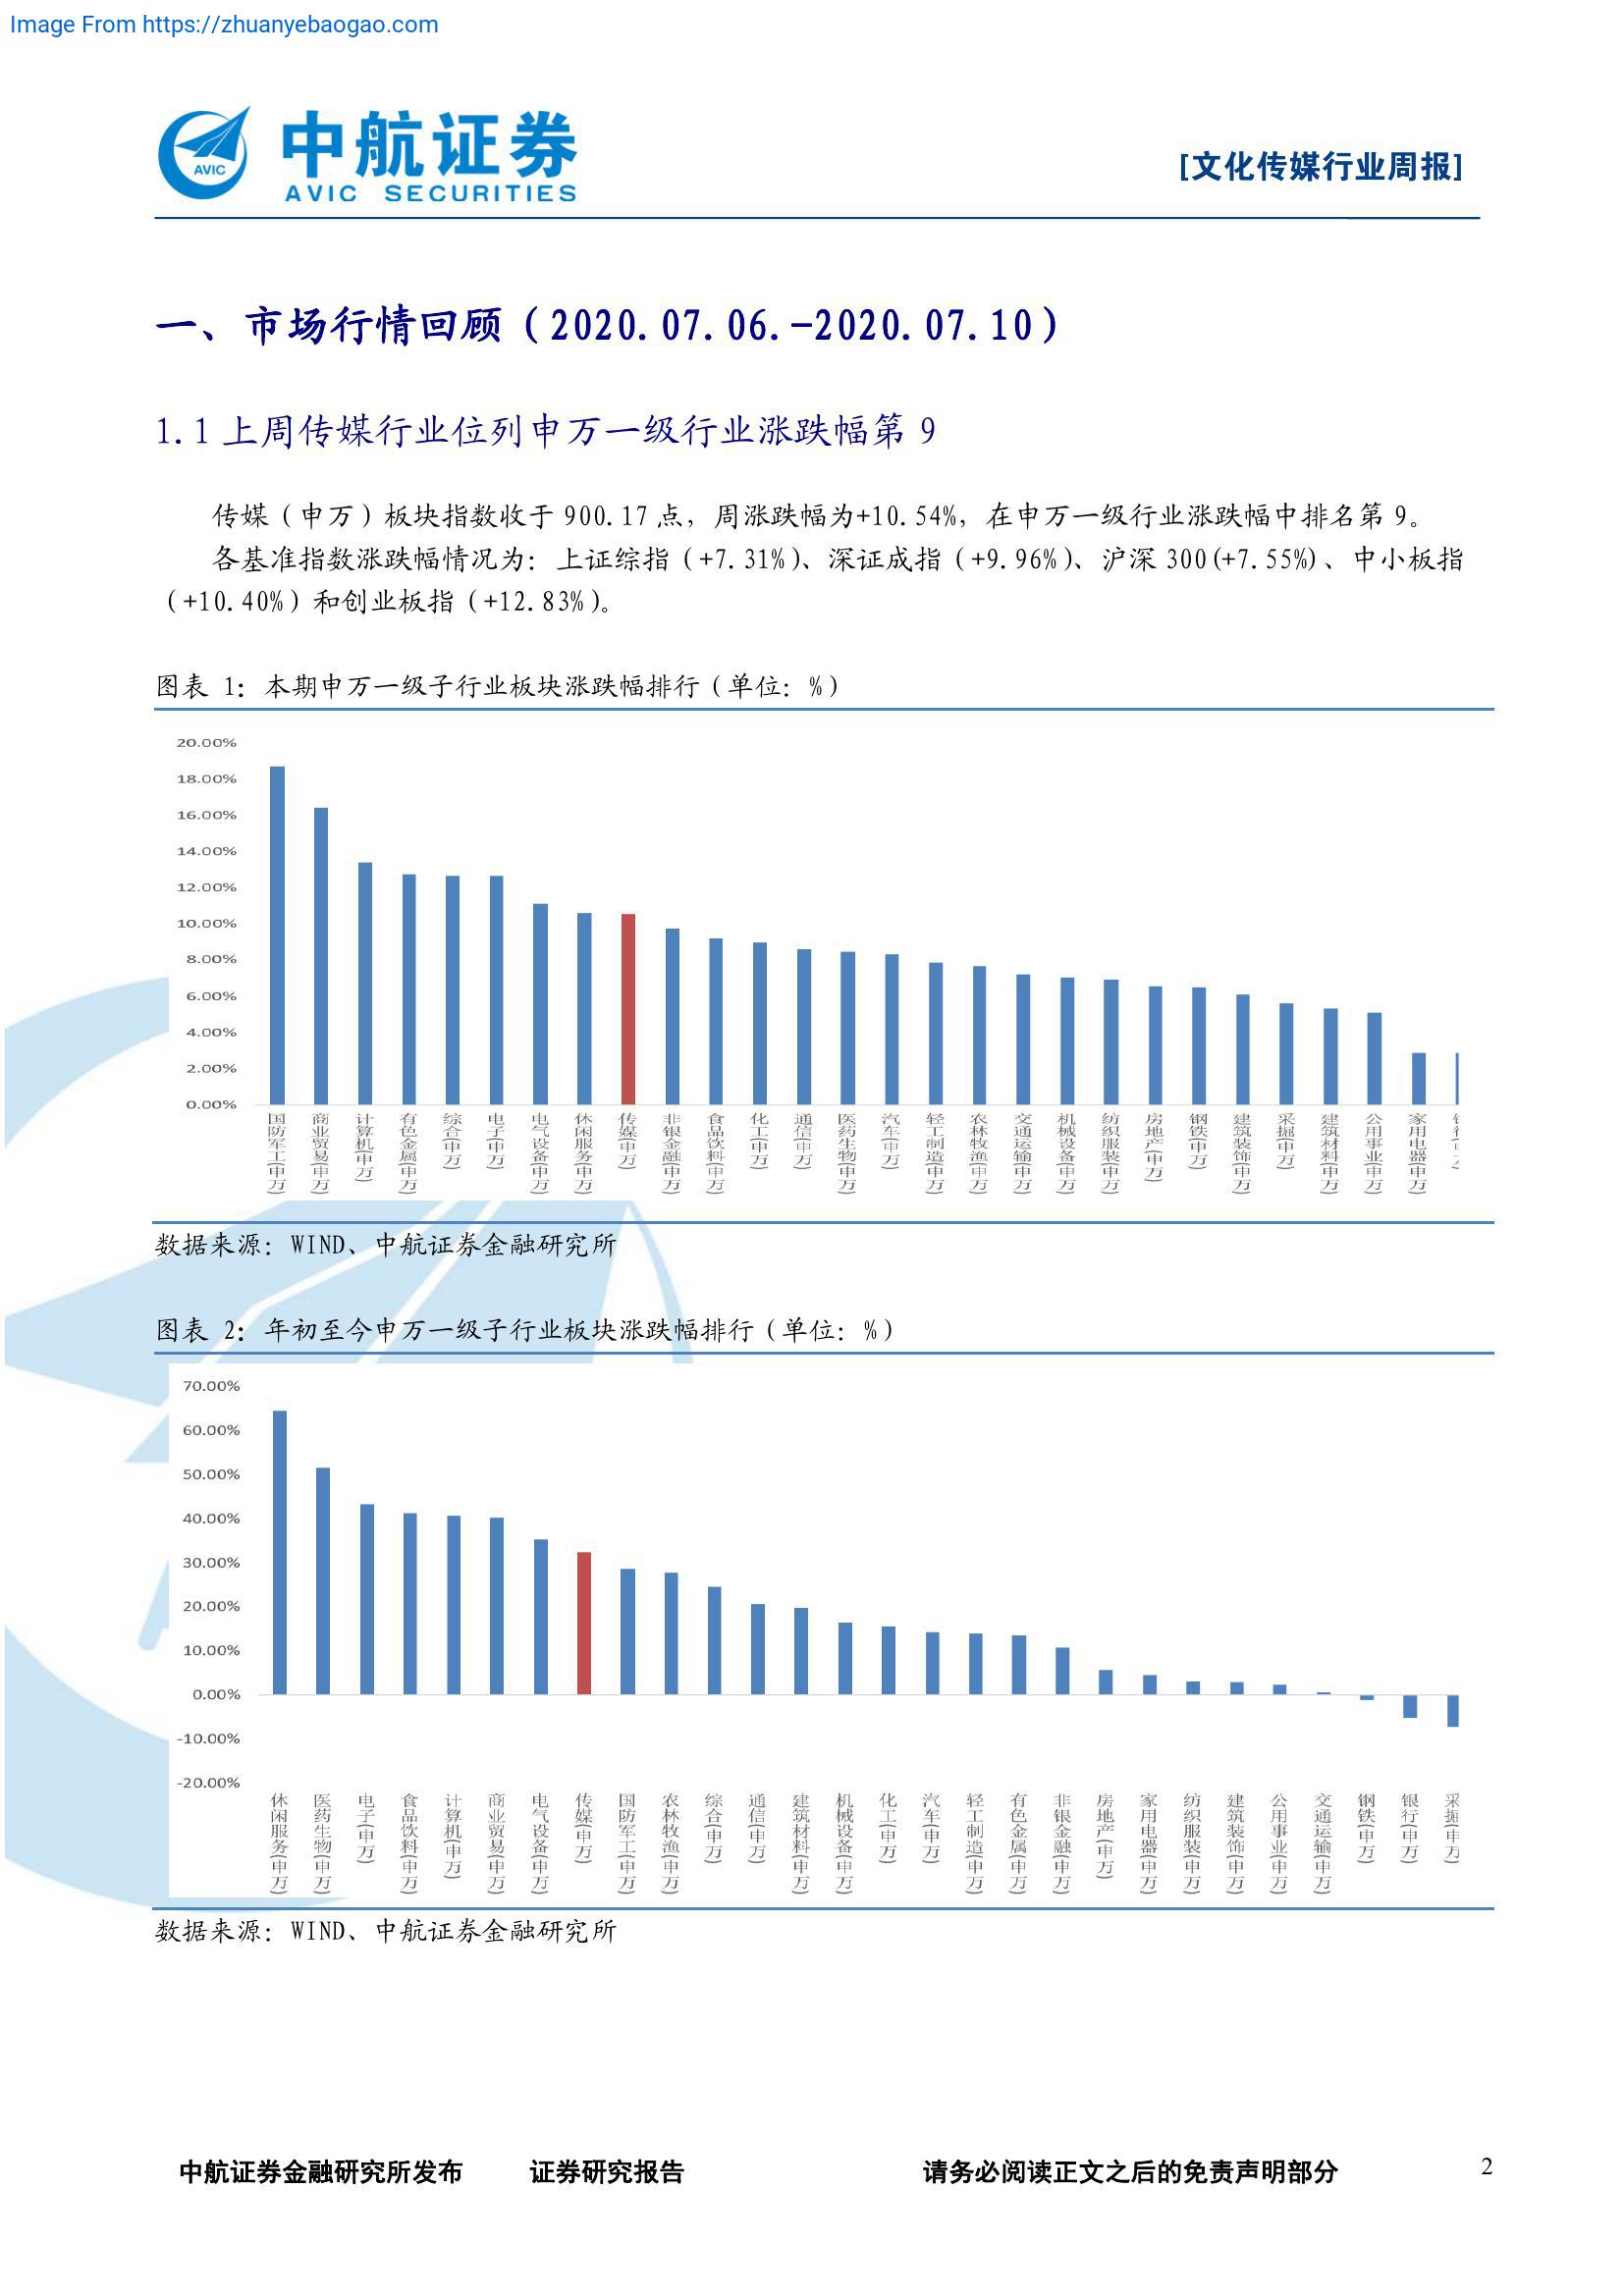 Image From https://zhuanyebaogao.com
中航证券
AVIC SECURITIES
AVIC
[文化传媒行业周报]
一、市场行情回顾（2020.07.06.-2020.07.10）
1.1 上周传媒行业位列申万一级行业涨跌幅第 9
传媒（申万）板块指数收于 900.17 点，周涨跌幅为+10.54%，在申万一级行业涨跌幅中排名第 9。
各基准指数涨跌幅情况为：上证综指（+7.31%）、深证成指（+9.96%）、沪深 300(+7.55%)、中小板指
（+10.40%）和创业板指（+12.83%）。
图表 1：本期申万一级子行业板块涨跌幅排行（单位：%）
20.00%
18.00%
16.00%
14.00%
12.00%
10.00%
8.00%
6.00%
4.00%
2.00%
0.00%
国防军工(申万)
商业贸易(申万)
计算机(申万)
有色金属(申万)
综合(申万)
电子(申万)
电气设备(申万)
休闲服务(申万)
传媒(申万)
非银金融(申万)
食品饮料(申万)
化工(申万)
通信(申万)
医药生物(申万)
汽车(申万)
轻工制造(申万)
农林牧渔(申万)
交通运输(申万)
机械设备(申万)
纺织服装(申万)
房地产(申万)
钢铁(申万)
建筑装饰(申万)
采掘(申万)
建筑材料(申万)
公用事业(申万)
家用电器(申万)
数据来源：WIND、中航证券金融研究所
图表 2：年初至今申万一级子行业板块涨跌幅排行（单位：%）
70.00%
60.00%
50.00%
40.00%
30.00%
20.00%
10.00%
0.00%
-10.00%
-20.00%
休闲服务(申万)
医药生物(申万)
电子(申万)
食品饮料(申万)
计算机(申万)
商业贸易(申万)
电气设备(申万)
传媒(申万)
国防军工(申万)
农林牧渔(申万)
综合(申万)
通信(申万)
建筑材料(申万)
机械设备(申万)
化工(申万)
汽车(申万)
轻工制造(申万)
有色金属(申万)
非银金融(申万)
房地产(申万)
家用电器(申万)
纺织服装(申万)
建筑装饰(申万)
公用事业(申万)
交通运输(申万)
钢铁(申万)
银行(申万)
采掘(申万)
数据来源：WIND、中航证券金融研究所
中航证券金融研究所发布 证券研究报告 请务必阅读正文之后的免责声明部分 2